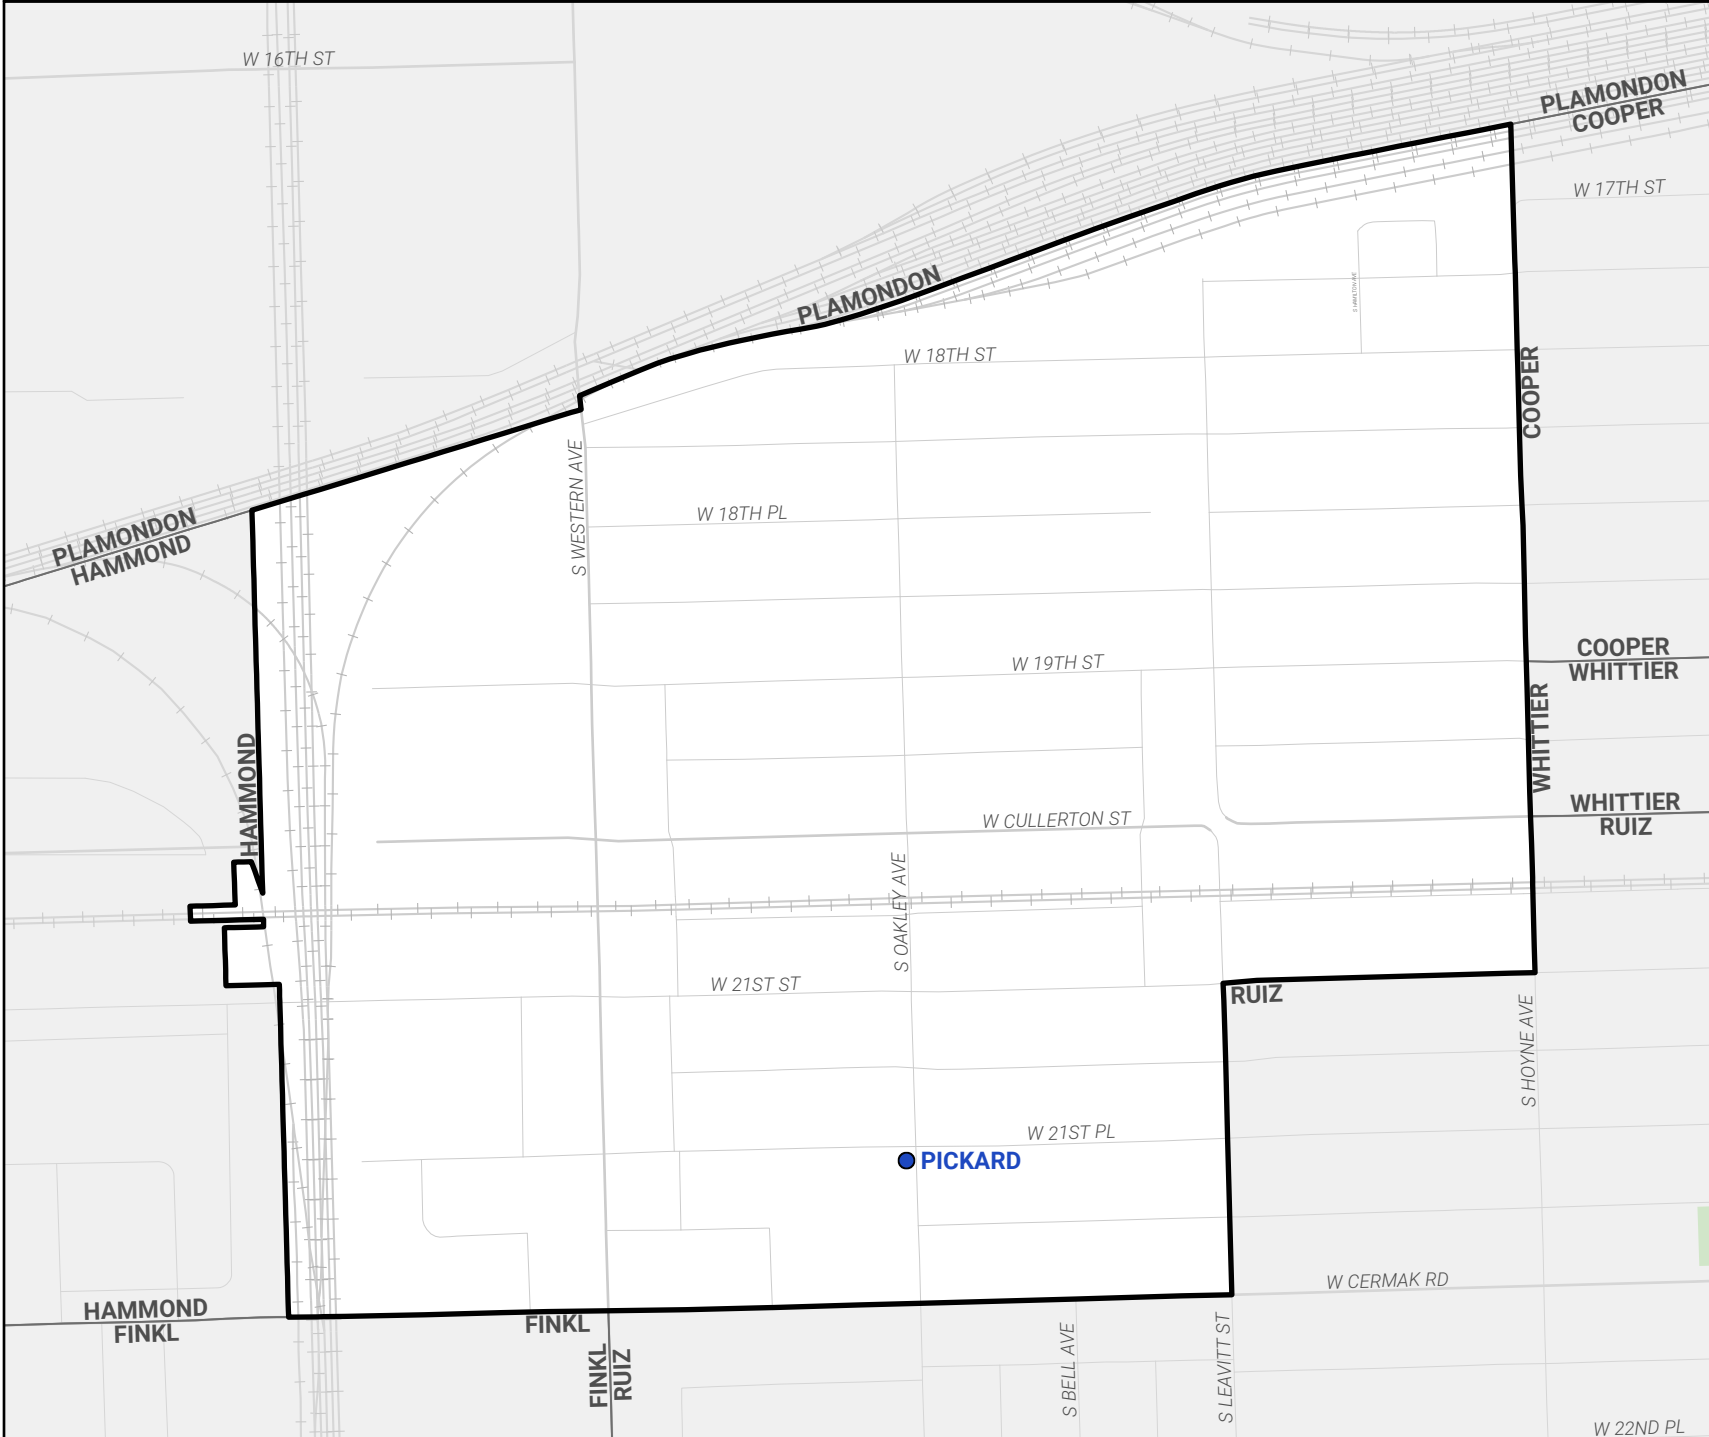 W 16TH ST
PLAMONDON
COOPER
W 17TH ST
PLAMONDON
S HAMILTON AVE
W 18TH ST
COOPER
S WESTERN AVE
W 18TH PL
PLAMONDON
HAMMOND
W 19TH ST
COOPER
WHITTIER
WHITTIER
HAMMOND
W CULLERTON ST
WHITTIER
RUIZ
S OAKLEY AVE
W 21ST ST
RUIZ
S HOYNE AVE
W 21ST PL
PICKARD
W CERMAK RD
HAMMOND
FINKL
FINKL
FINKL
RUIZ
S BELL AVE
S LEAVITT ST
W 22ND PL